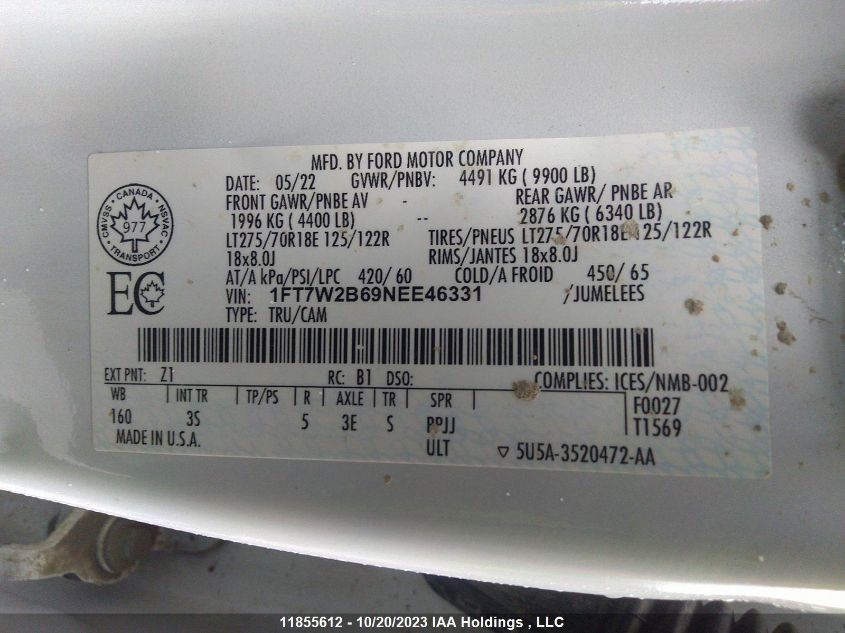 MFD. BY FORD MOTOR COMPANY
DATE: 05/22 GVWR/PNBV: 4491 KG ( 9900 LB)
FRONT GAWR/PNBE AV - REAR GAWR/ PNBE AR
1996 KG ( 4400 LB) -- 2876 KG ( 6340 LB)
LT275/70R18E 125/122R TIRES/PNEUS LT275/70R18E 125/122R
18x8.0J RIMS/JANTES 18x8.0J
AT/A kPa/PSI/LPC 420/ 60 COLD/A FROID 450/ 65
VIN: 1FT7W2B69NEE46331 /JUMELEES
TYPE: TRU/CAM
CANADA
CMVSS
NSVAC
977
TRANSPORT
EC
EXT PNT: Z1 RC: B1 DSO: COMPLIES: ICES/NMB-002
WB INT TR TP/PS R AXLE TR SPR F0027
160 3S 5 3E S PPJJ T1569
MADE IN U.S.A. ULT 5U5A-3520472-AA
11855612 - 10/20/2023 IAA Holdings , LLC